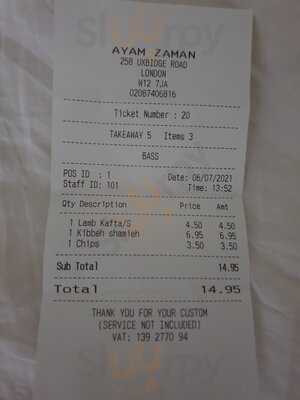 AYAM ZAMAN
258 UXBIDGE ROAD
LONDON
W12 7JA
02087406816
Ticket Number : 20
TAKEAWAY 5 Items 3
BASS
POS ID : 1 Date: 06/07/2021
Staff ID: 101 Time: 13:52
Qty Description Price Amt
1 Lamb Kafta/S 4.50 4.50
1 Kibbeh shamieh 6.95 6.95
1 Chips 3.50 3.50
Sub Total 14.95
Total 14.95
THANK YOU FOR YOUR CUSTOM
(SERVICE NOT INCLUDED)
VAT: 139 2770 94